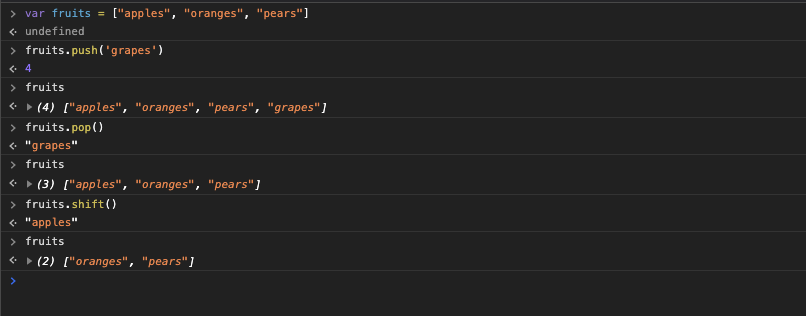 > var fruits = ["apples", "oranges", "pears"]
undefined
> fruits.push('grapes')
4
> fruits
(4) ["apples", "oranges", "pears", "grapes"]
> fruits.pop()
"grapes"
> fruits
(3) ["apples", "oranges", "pears"]
> fruits.shift()
"apples"
> fruits
(2) ["oranges", "pears"]
>